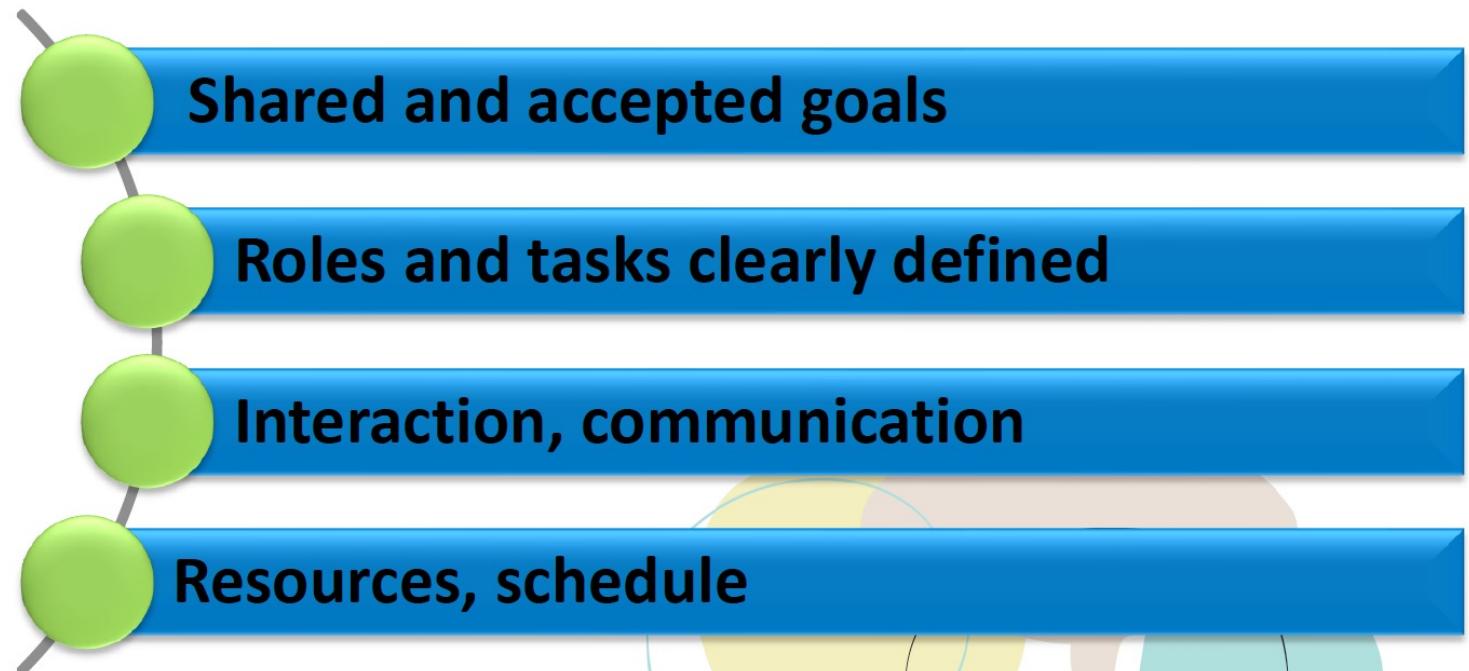 Shared and accepted goals
Roles and tasks clearly defined
Interaction, communication
Resources, schedule